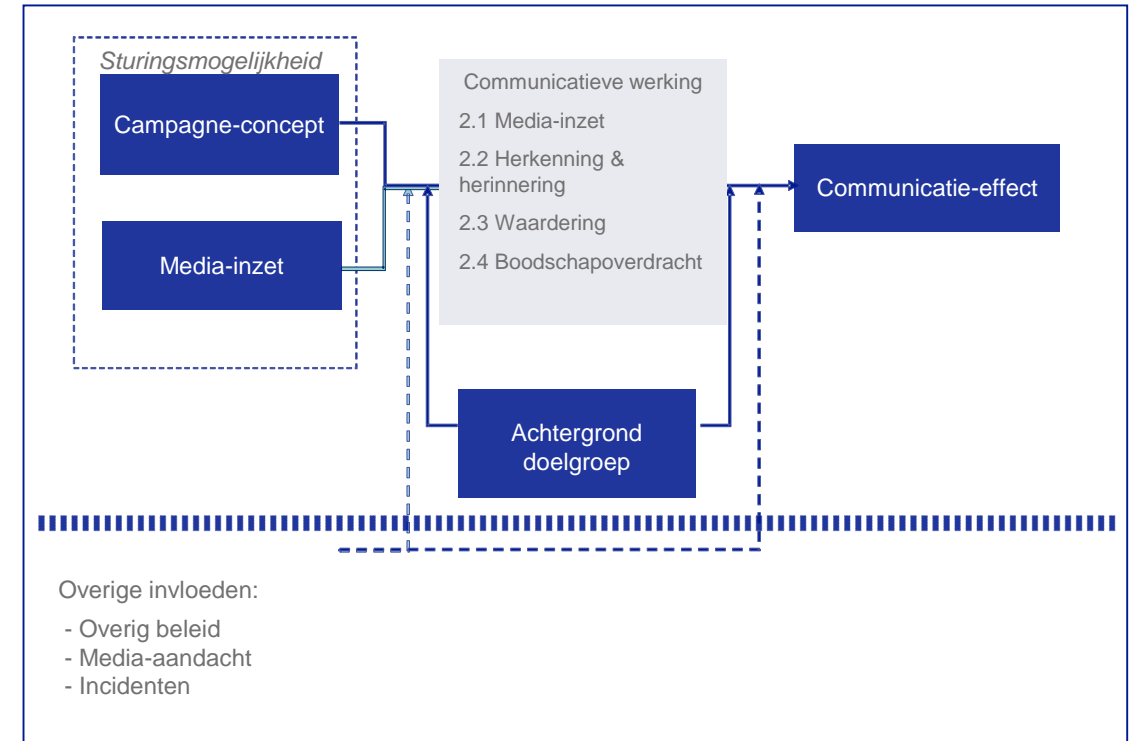 Sturingsmogelijkheid
Campagne-concept
Media-inzet
Communicatieve werking
2.1 Media-inzet
2.2 Herkenning &
herinnering
2.3 Waardering
2.4 Boodschapoverdracht
Communicatie-effect
Achtergrond
doelgroep
Overige invloeden:
- Overig beleid
- Media-aandacht
- Incidenten